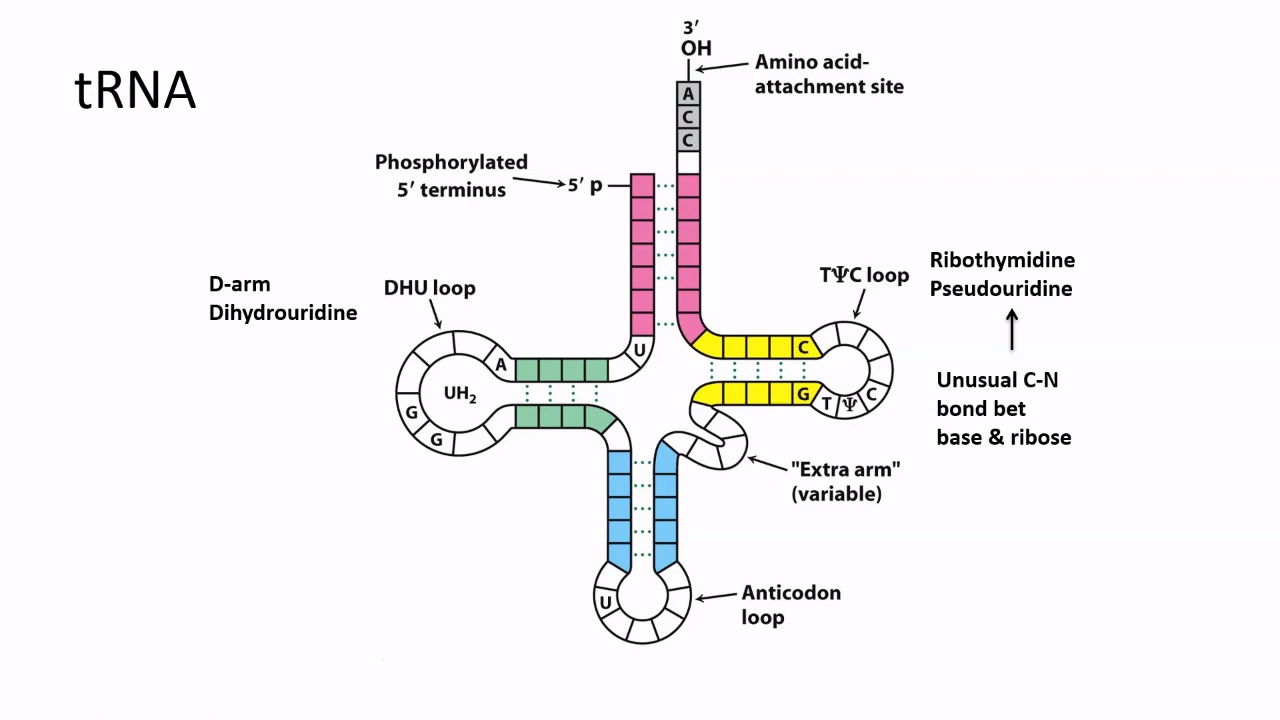 tRNA
3′
OH
Amino acid-
attachment site
A
C
C
Phosphorylated
5′ terminus
5′ p
D-arm
Dihydrouridine
DHU loop
TΨC loop
Ribothymidine
Pseudouridine
U
A
UH₂
G
G
C
G
T
Ψ
C
Unusual C-N
bond bet
base & ribose
"Extra arm"
(variable)
U
Anticodon
loop